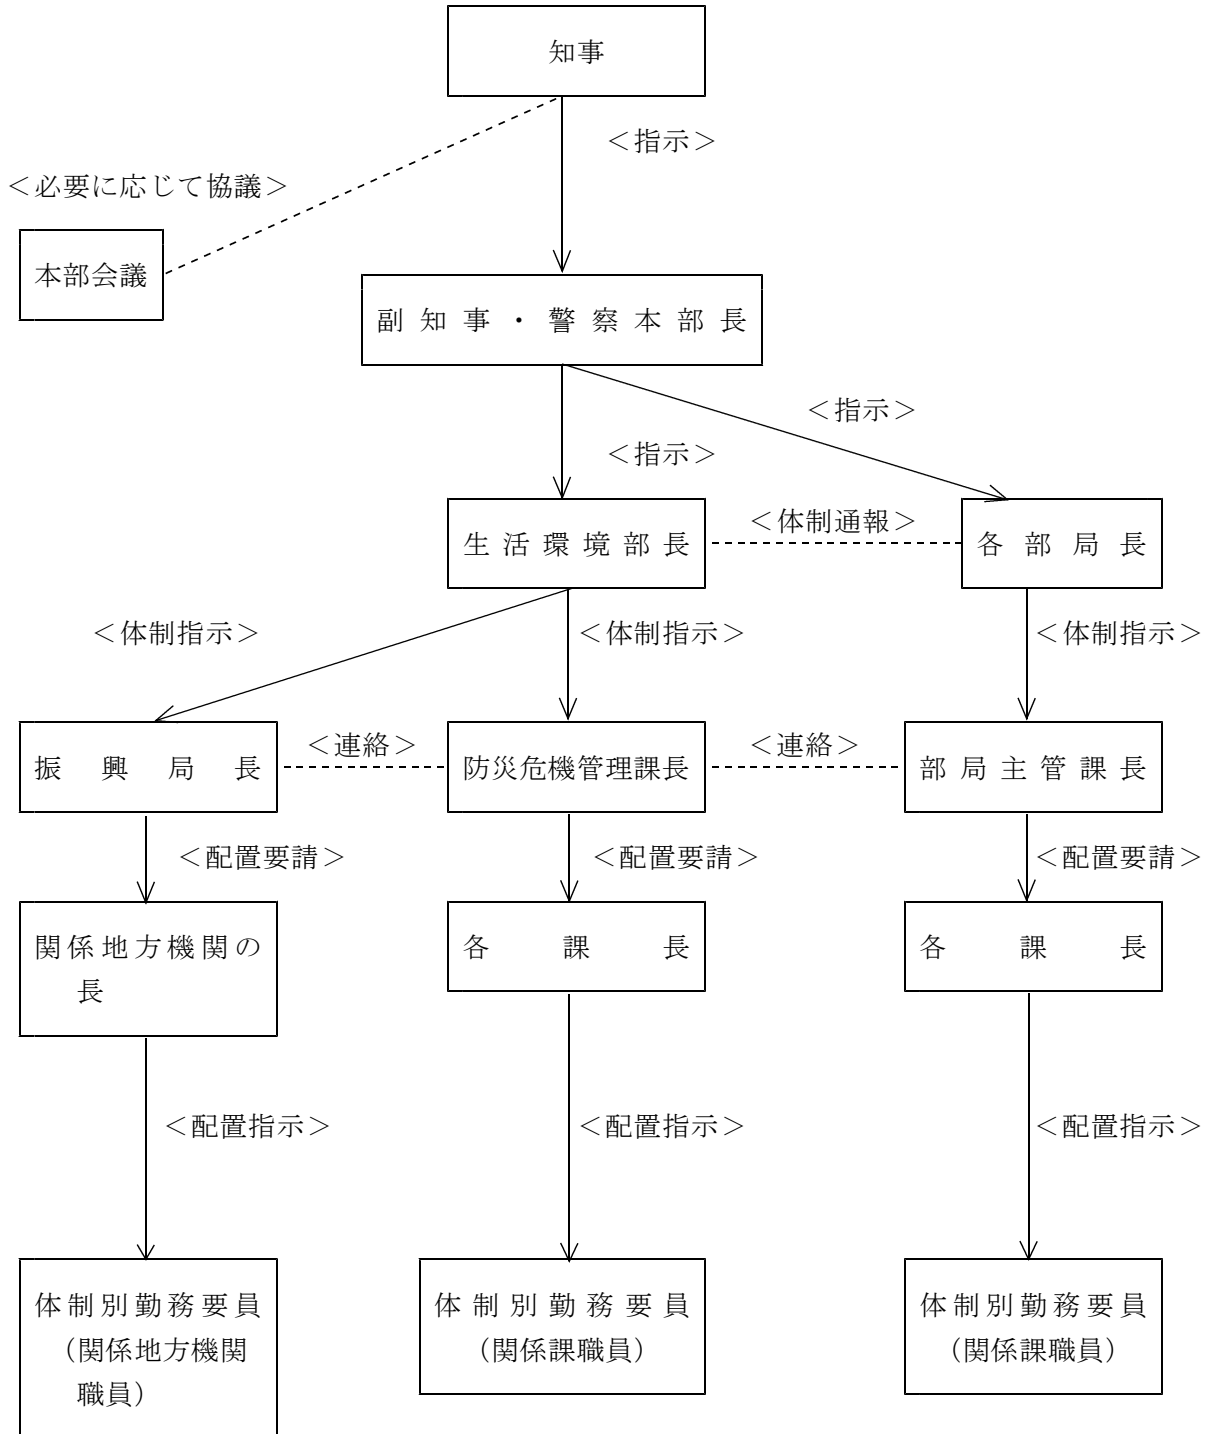 知事
＜指示＞
＜必要に応じて協議＞
本部会議
副知事・警察本部長
＜指示＞
＜指示＞
生活環境部長
＜体制通報＞
各部局長
＜体制指示＞
＜体制指示＞
＜体制指示＞
振興局長
＜連絡＞
防災危機管理課長
＜連絡＞
部局主管課長
＜配置要請＞
＜配置要請＞
＜配置要請＞
関係地方機関の
長
各課長
各課長
＜配置指示＞
＜配置指示＞
＜配置指示＞
体制別勤務要員
（関係地方機関
職員）
体制別勤務要員
（関係課職員）
体制別勤務要員
（関係課職員）